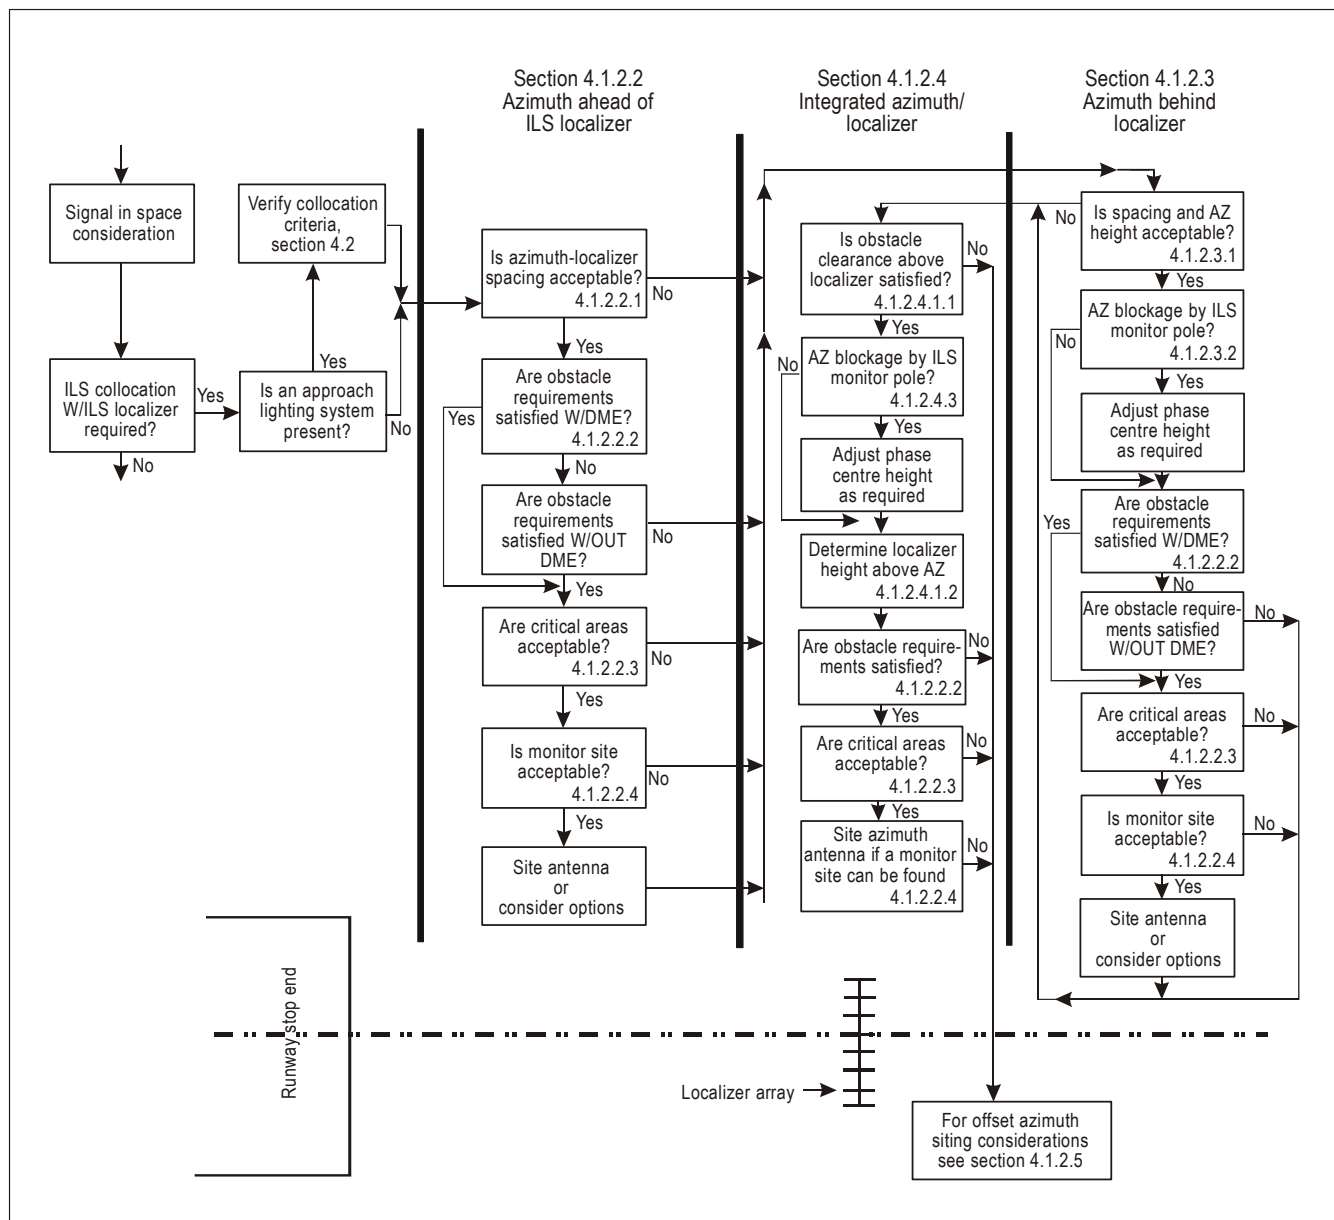 Section 4.1.2.2
Azimuth ahead of
ILS localizer
Section 4.1.2.4
Integrated azimuth/
localizer
Section 4.1.2.3
Azimuth behind
localizer
Signal in space
consideration
ILS collocation
W/ILS localizer
required?
Yes
No
Verify collocation
criteria,
section 4.2
Yes
Is an approach
lighting system
present?
No
Is azimuth-localizer
spacing acceptable?
4.1.2.2.1
No
Yes
Are obstacle
requirements
satisfied W/DME?
4.1.2.2.2
Yes
No
Are obstacle
requirements
satisfied W/OUT
DME?
No
Yes
Are critical areas
acceptable?
4.1.2.2.3
No
Yes
Is monitor site
acceptable?
4.1.2.2.4
No
Yes
Site antenna
or
consider options
Is obstacle
clearance above
localizer satisfied?
4.1.2.4.1.1
No
Yes
AZ blockage by ILS
monitor pole?
4.1.2.4.3
No
Yes
Adjust phase
centre height
as required
Determine localizer
height above AZ
4.1.2.4.1.2
Are obstacle require-
ments satisfied?
4.1.2.2.2
No
Yes
Are critical areas
acceptable?
4.1.2.2.3
No
Yes
Site azimuth
antenna if a monitor
site can be found
4.1.2.2.4
No
Is spacing and AZ
height acceptable?
4.1.2.3.1
No
Yes
AZ blockage by ILS
monitor pole?
4.1.2.3.2
No
Yes
Adjust phase
centre height
as required
Are obstacle
requirements
satisfied W/DME?
4.1.2.2.2
Yes
No
Are obstacle require-
ments satisfied
W/OUT DME?
No
Yes
Are critical areas
acceptable?
4.1.2.2.3
No
Yes
Is monitor site
acceptable?
4.1.2.2.4
No
Yes
Site antenna
or
consider options
Runway stop end
Localizer array
For offset azimuth
siting considerations
see section 4.1.2.5